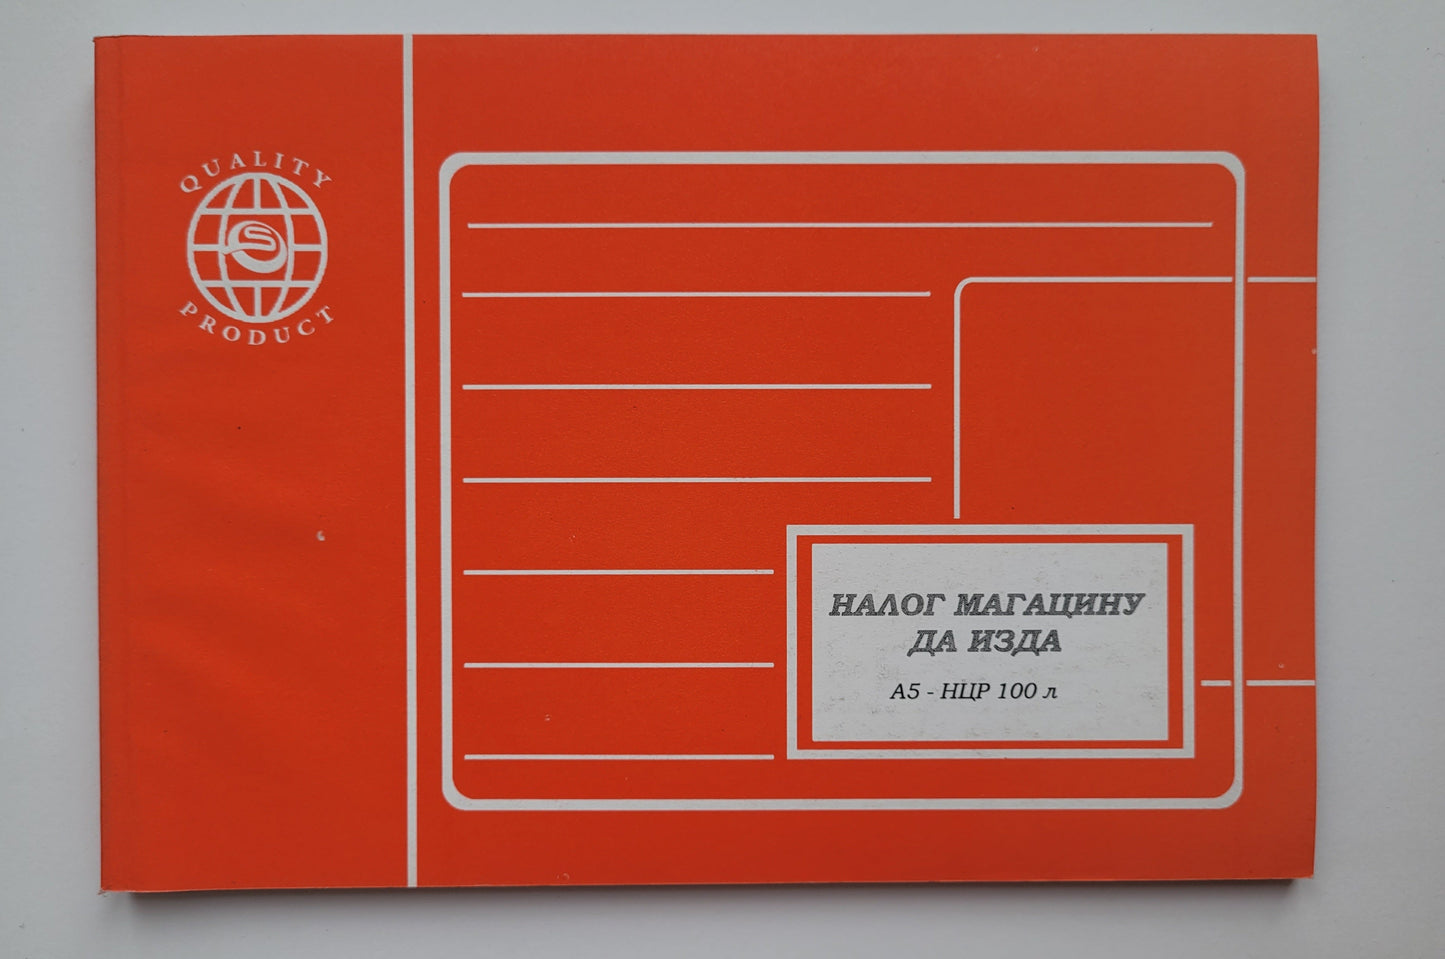 QUALITY
PRODUCT
НАЛОГ МАГАЦИНУ
ДА ИЗДА
А5 - НЦР 100 л